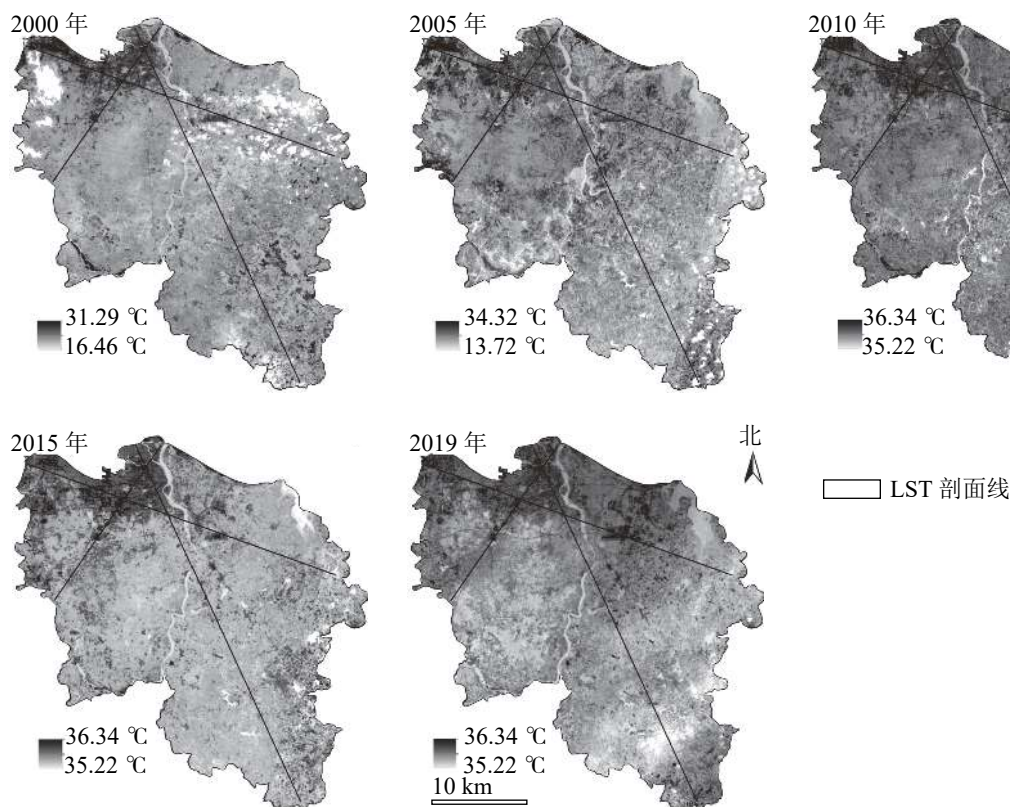 2000 年
2005 年
2010 年
31.29 ℃
16.46 ℃
34.32 ℃
13.72 ℃
36.34 ℃
35.22 ℃
2015 年
2019 年
北
LST 剖面线
36.34 ℃
35.22 ℃
36.34 ℃
35.22 ℃
10 km